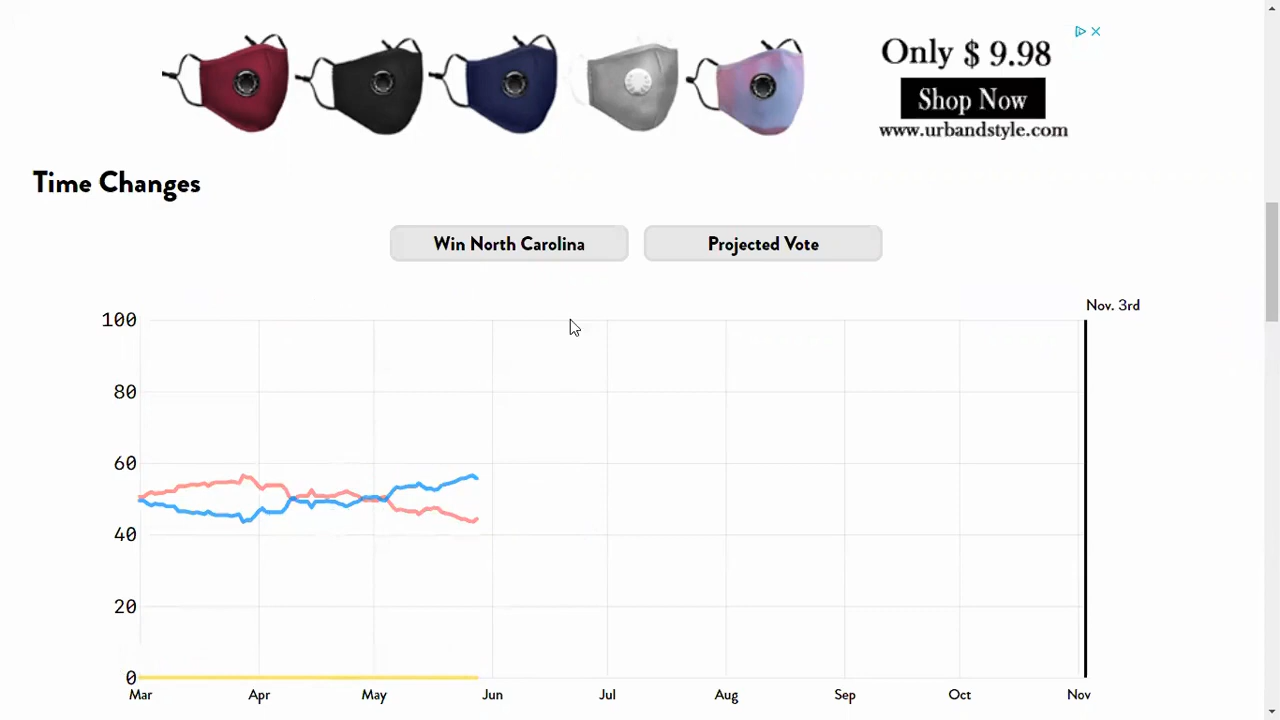 Only $ 9.98
Shop Now
www.urbandstyle.com
Time Changes
Win North Carolina
Projected Vote
Nov. 3rd
100
80
60
40
20
0
Mar Apr May Jun Jul Aug Sep Oct Nov